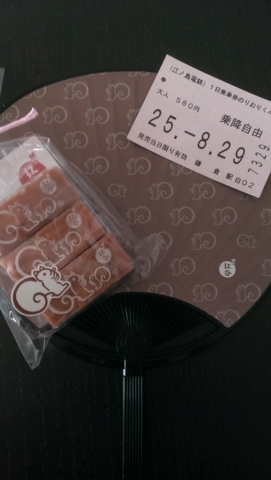 (江ノ島電鉄) 1日乗車券のりおりくん
大人 580円
乗降自由
25.-8.29
発売当日限り有効 鎌倉駅自02
7329